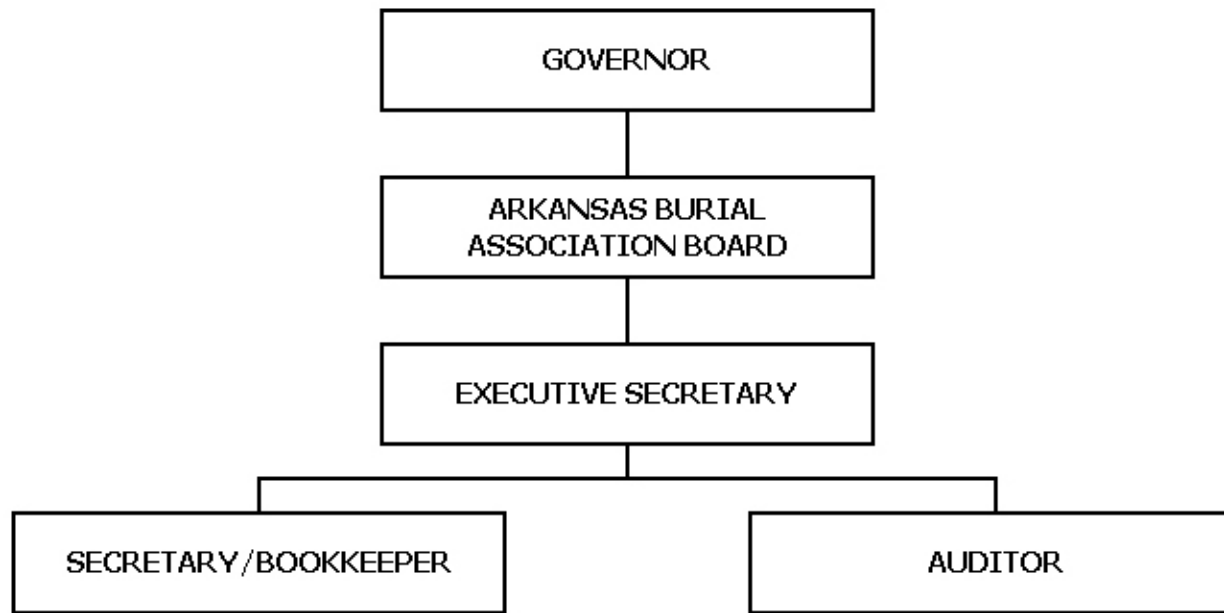 GOVERNOR
ARKANSAS BURIAL
ASSOCIATION BOARD
EXECUTIVE SECRETARY
SECRETARY/BOOKKEEPER
AUDITOR